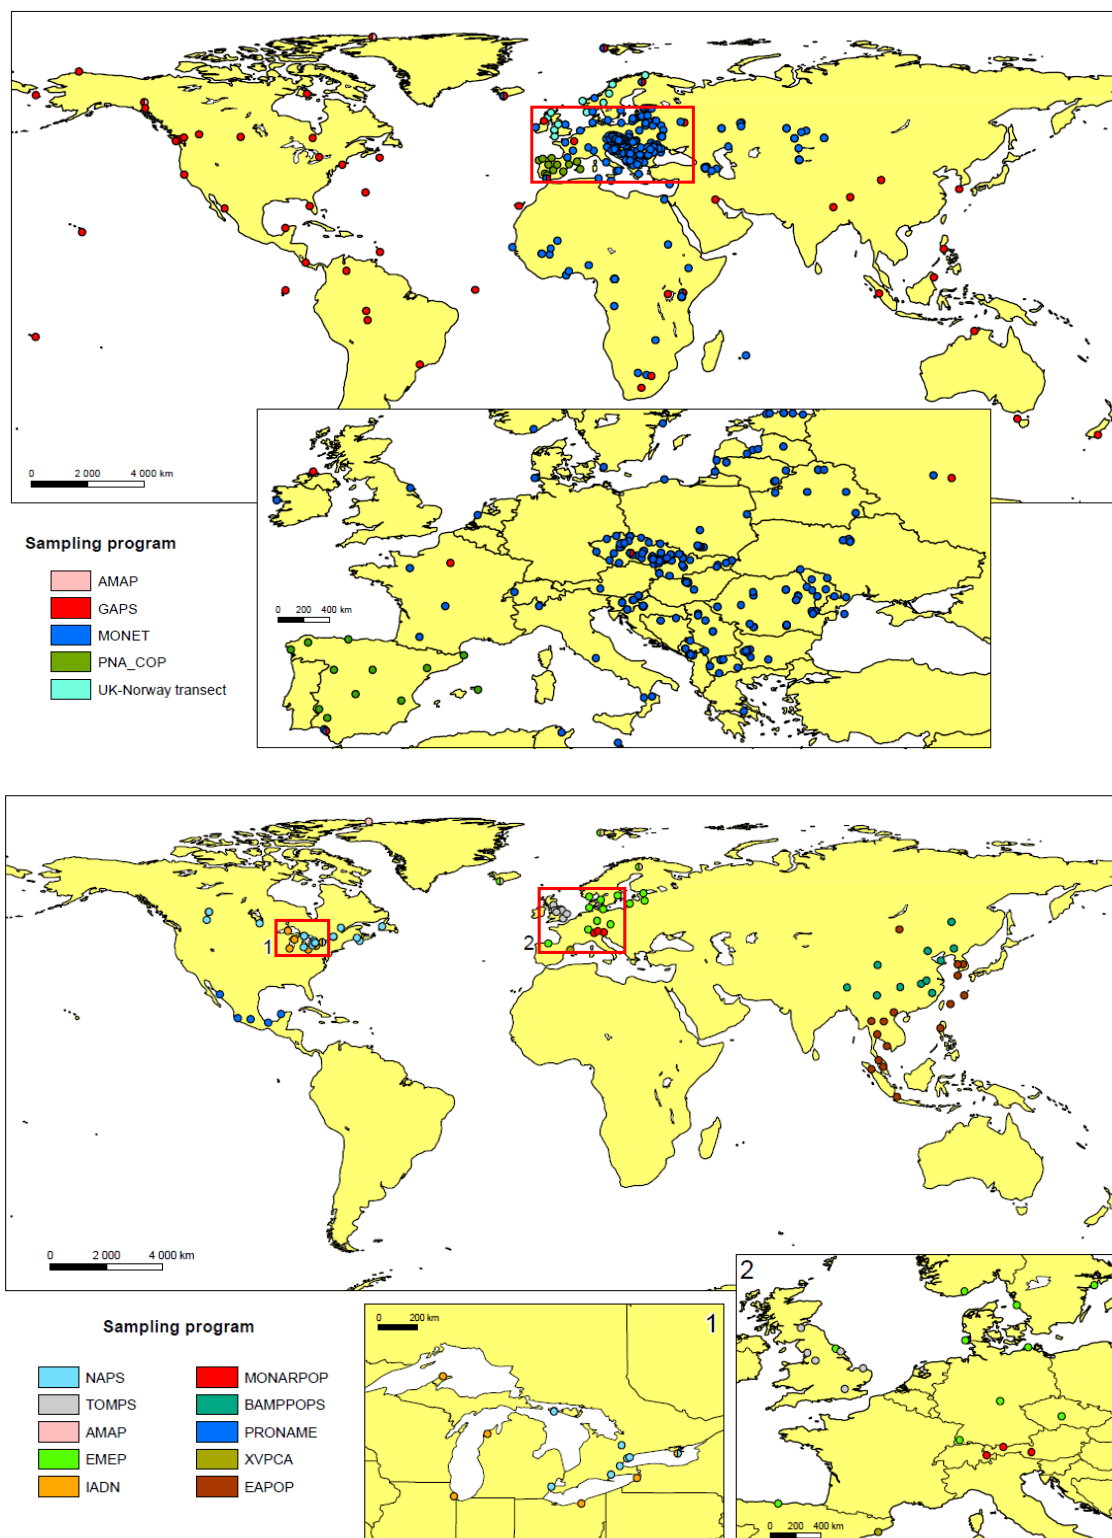 0 2 000 4 000 km
Sampling program
AMAP
GAPS
MONET
PNA_COP
UK-Norway transect
0 200 400 km
1
2
0 2 000 4 000 km
Sampling program
NAPS
TOMPS
AMAP
EMEP
IADN
MONARPOP
BAMPPOPS
PRONAME
XVPCA
EAPOP
0 200 km
1
2
0 200 400 km